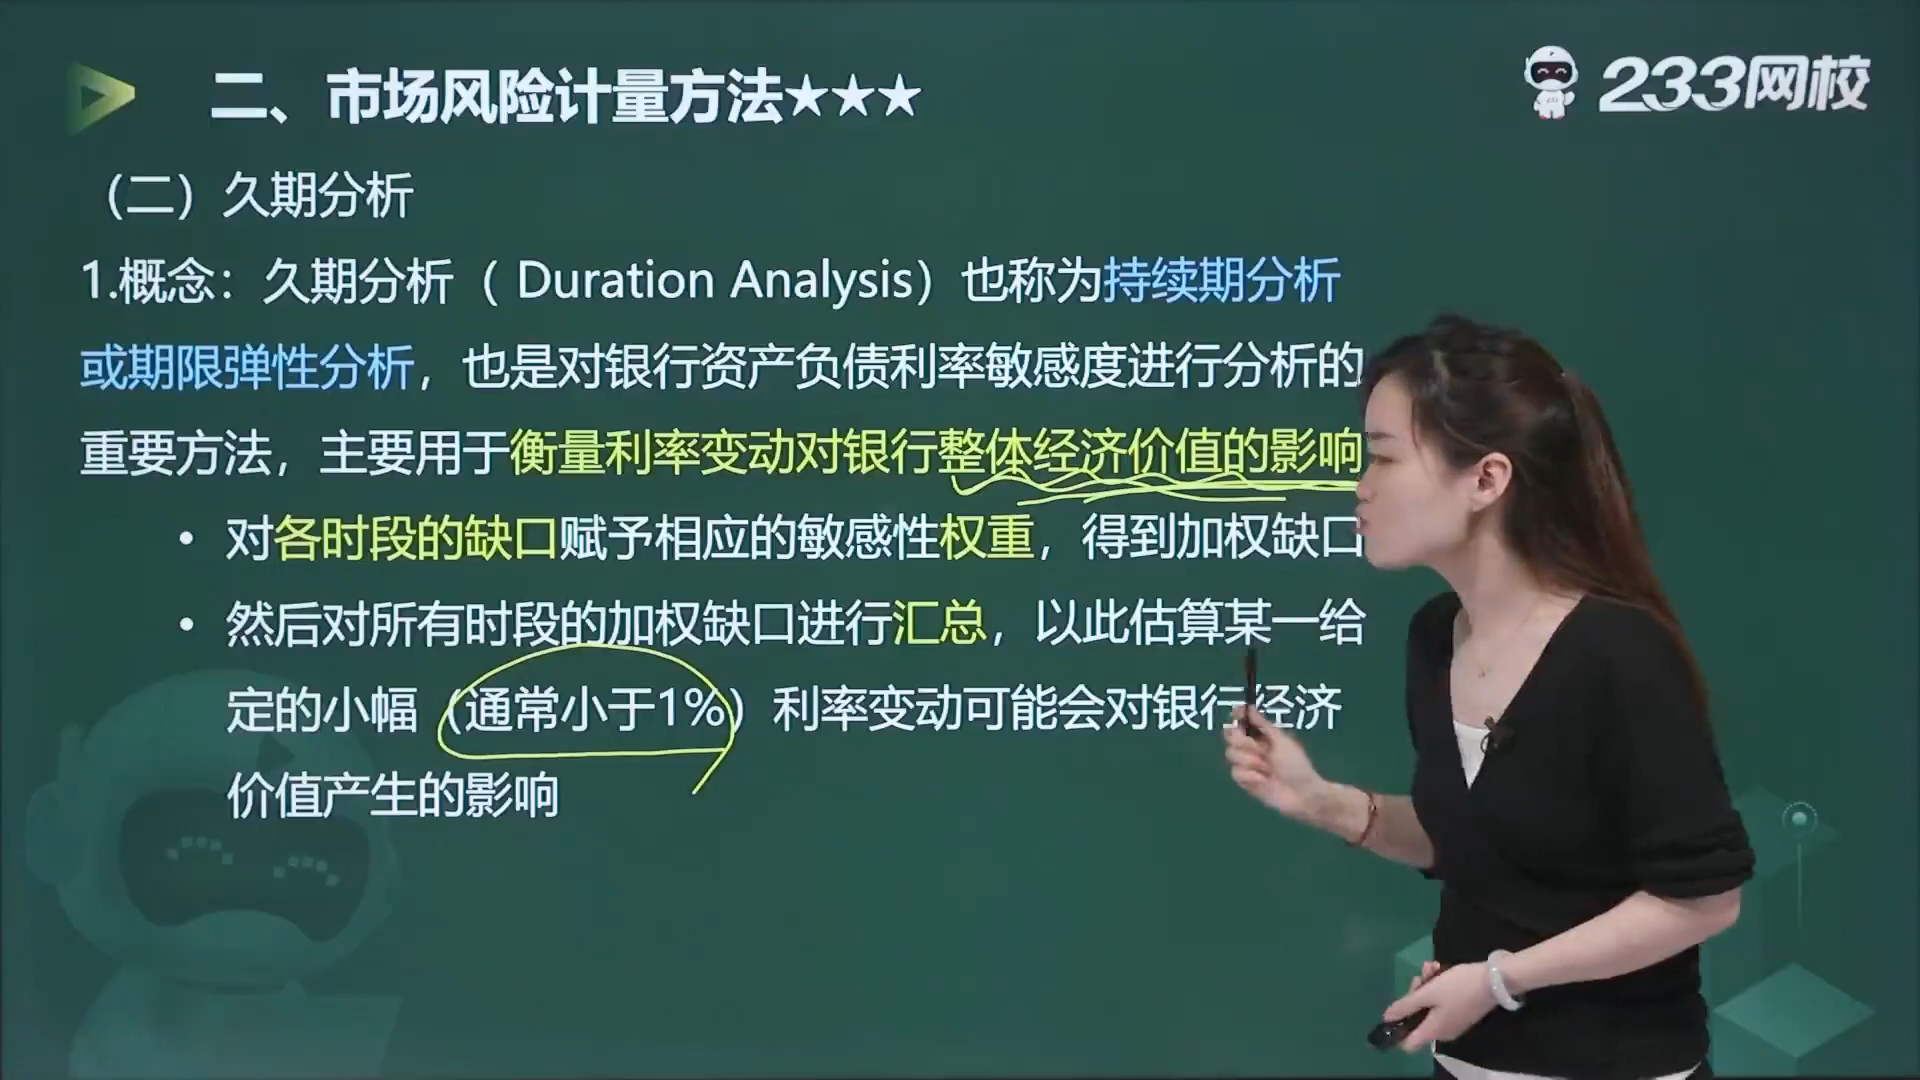 二、市场风险计量方法★★★
233网校
（二）久期分析
1.概念：久期分析（ Duration Analysis）也称为持续期分析
或期限弹性分析，也是对银行资产负债利率敏感度进行分析的
重要方法，主要用于衡量利率变动对银行整体经济价值的影响
• 对各时段的缺口赋予相应的敏感性权重，得到加权缺口
• 然后对所有时段的加权缺口进行汇总，以此估算某一给
定的小幅（通常小于1%）利率变动可能会对银行经济
价值产生的影响